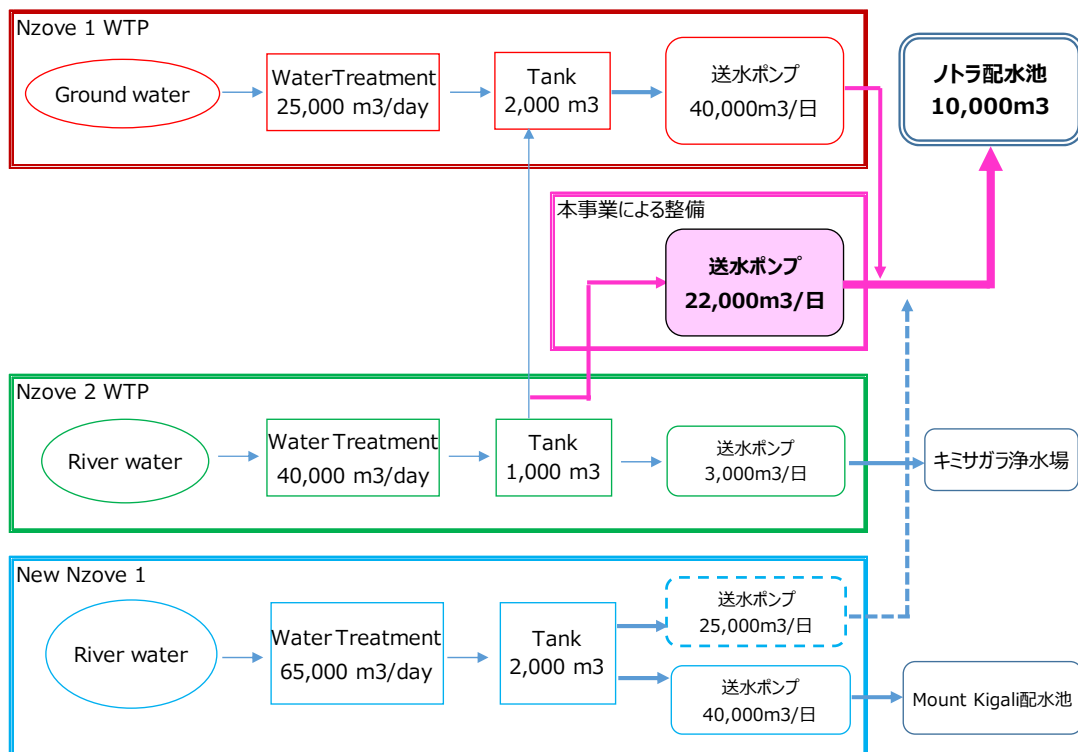 Nzove 1 WTP
Ground water
WaterTreatment
25,000 m3/day
Tank
2,000 m3
送水ポンプ
40,000m3/日
ノトラ配水池
10,000m3
本事業による整備
送水ポンプ
22,000m3/日
Nzove 2 WTP
River water
Water Treatment
40,000 m3/day
Tank
1,000 m3
送水ポンプ
3,000m3/日
キミサガラ浄水場
New Nzove 1
River water
Water Treatment
65,000 m3/day
Tank
2,000 m3
送水ポンプ
25,000m3/日
送水ポンプ
40,000m3/日
Mount Kigali配水池